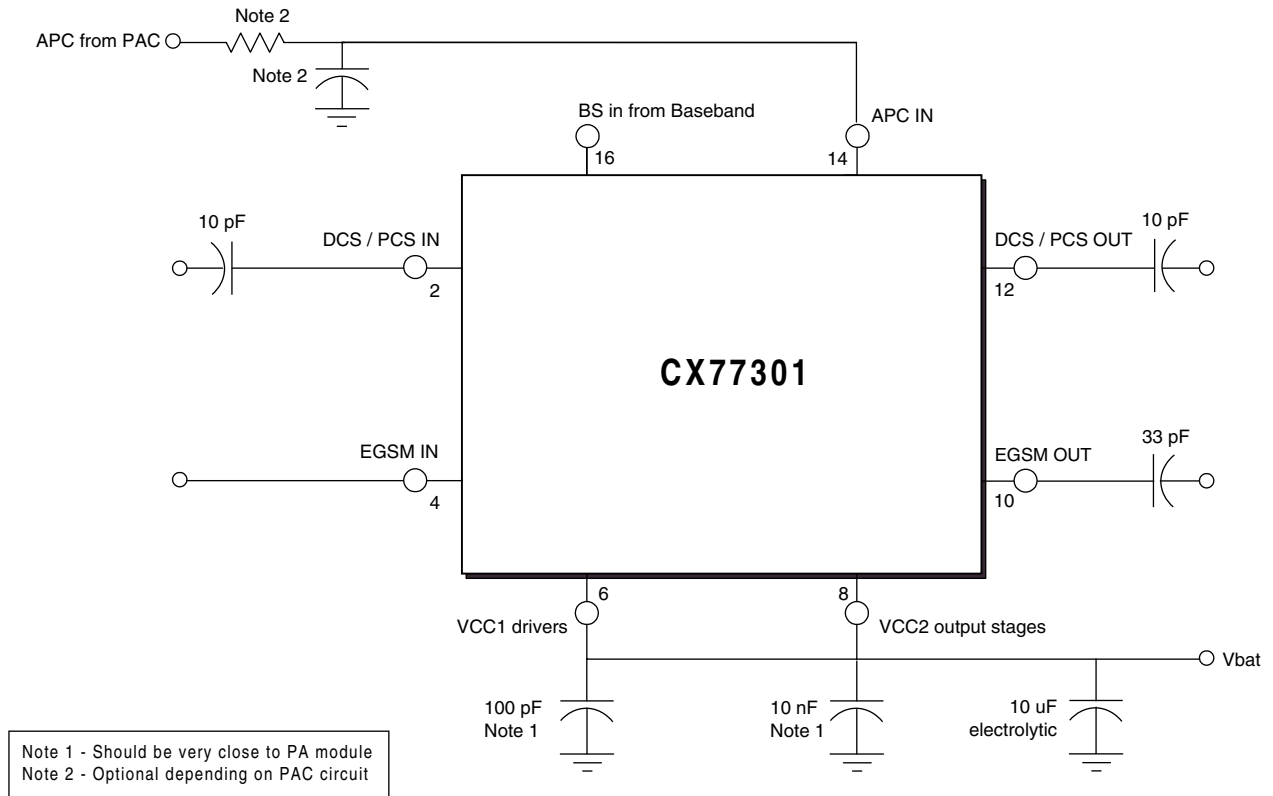 Note 2
APC from PAC
Note 2
BS in from Baseband
APC IN
16
14
10 pF
DCS / PCS IN
DCS / PCS OUT
10 pF
2
12
CX77301
EGSM IN
EGSM OUT
33 pF
4
10
6
8
VCC1 drivers
VCC2 output stages
Vbat
100 pF
Note 1
10 nF
Note 1
10 uF
electrolytic
Note 1 - Should be very close to PA module
Note 2 - Optional depending on PAC circuit